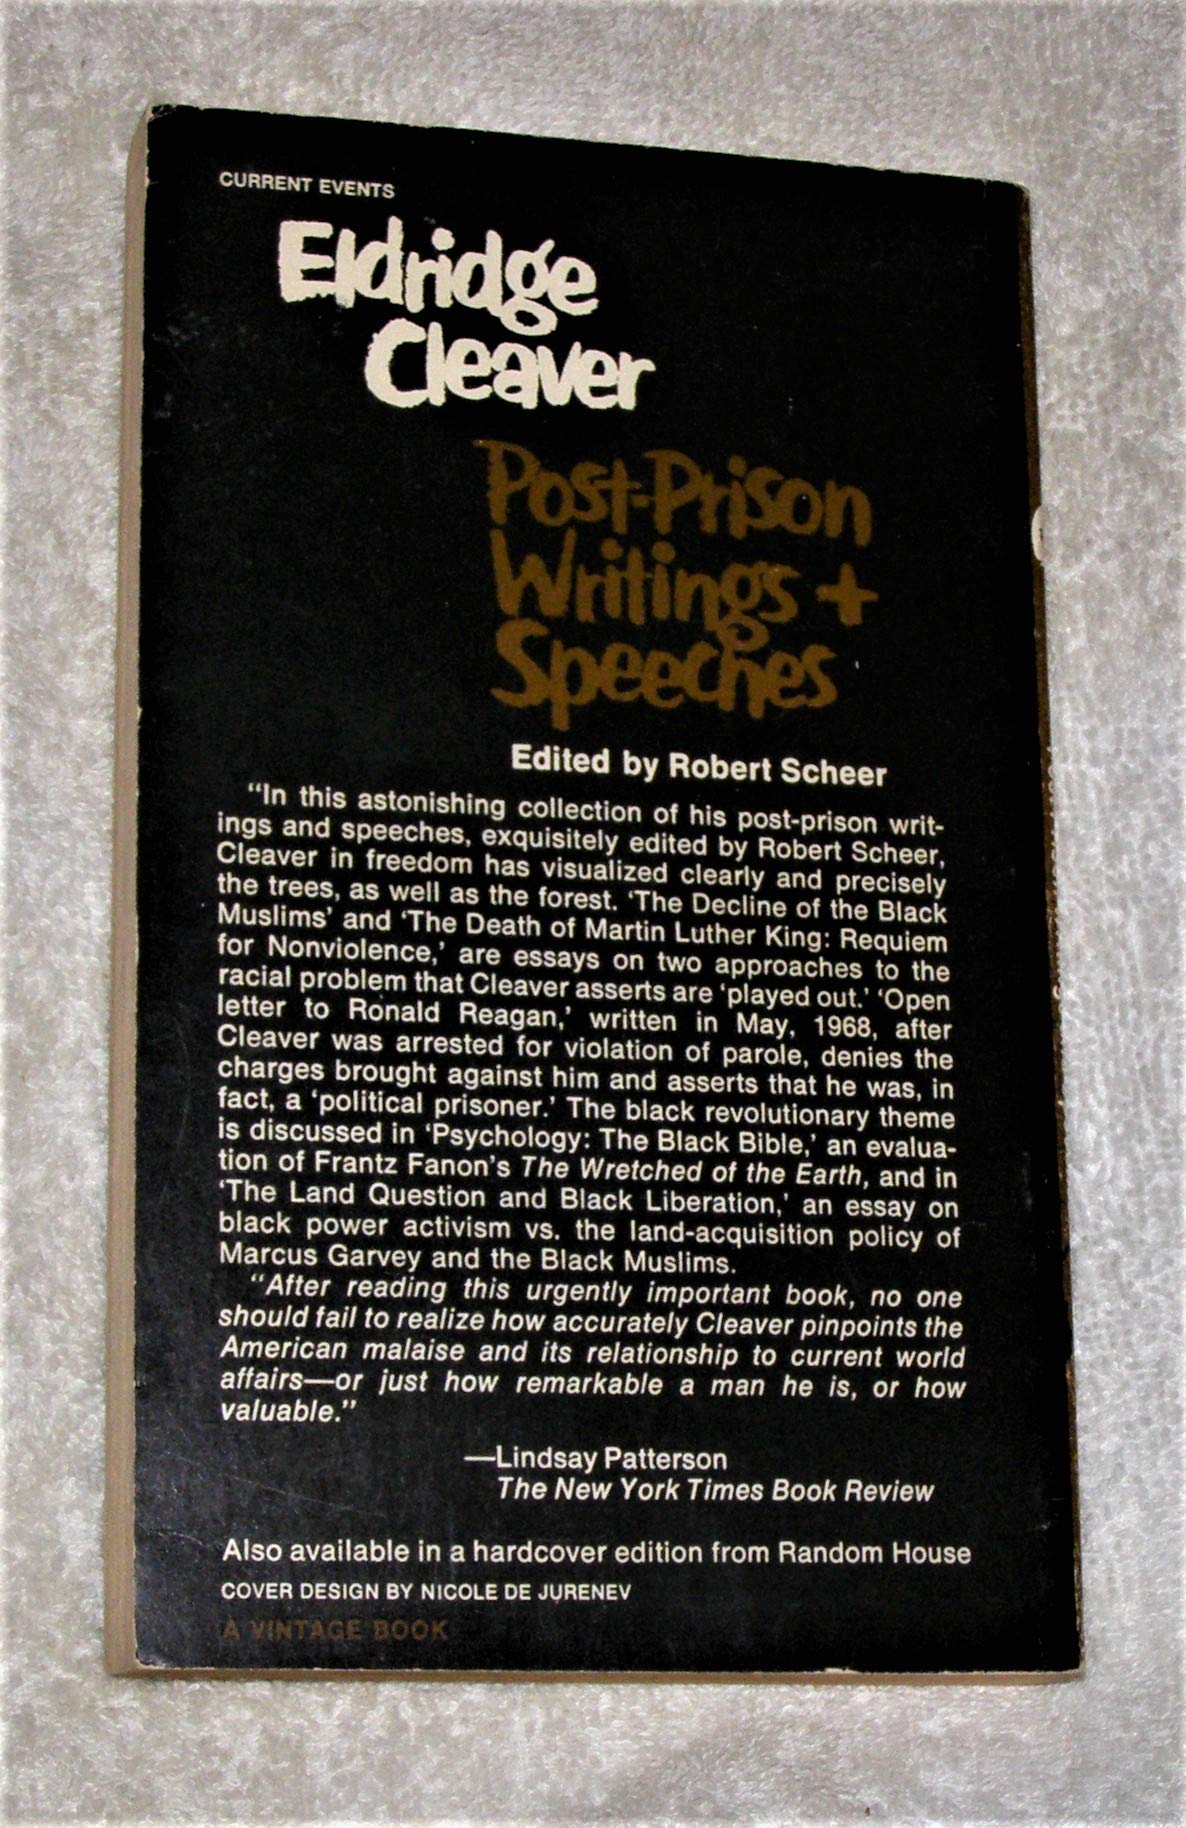 CURRENT EVENTS
Eldridge
Cleaver
Post-Prison
Writings +
Speeches
Edited by Robert Scheer
"In this astonishing collection of his post-prison writ-
ings and speeches, exquisitely edited by Robert Scheer,
Cleaver in freedom has visualized clearly and precisely
the trees, as well as the forest. 'The Decline of the Black
Muslims' and 'The Death of Martin Luther King: Requiem
for Nonviolence,' are essays on two approaches to the
racial problem that Cleaver asserts are 'played out.' 'Open
letter to Ronald Reagan,' written in May, 1968, after
Cleaver was arrested for violation of parole, denies the
charges brought against him and asserts that he was, in
fact, a 'political prisoner.' The black revolutionary theme
is discussed in 'Psychology: The Black Bible,' an evalua-
tion of Frantz Fanon's The Wretched of the Earth, and in
'The Land Question and Black Liberation,' an essay on
black power activism vs. the land-acquisition policy of
Marcus Garvey and the Black Muslims.
"After reading this urgently important book, no one
should fail to realize how accurately Cleaver pinpoints the
American malaise and its relationship to current world
affairs—or just how remarkable a man he is, or how
valuable."
—Lindsay Patterson
The New York Times Book Review
Also available in a hardcover edition from Random House
COVER DESIGN BY NICOLE DE JURENEV
A VINTAGE BOOK